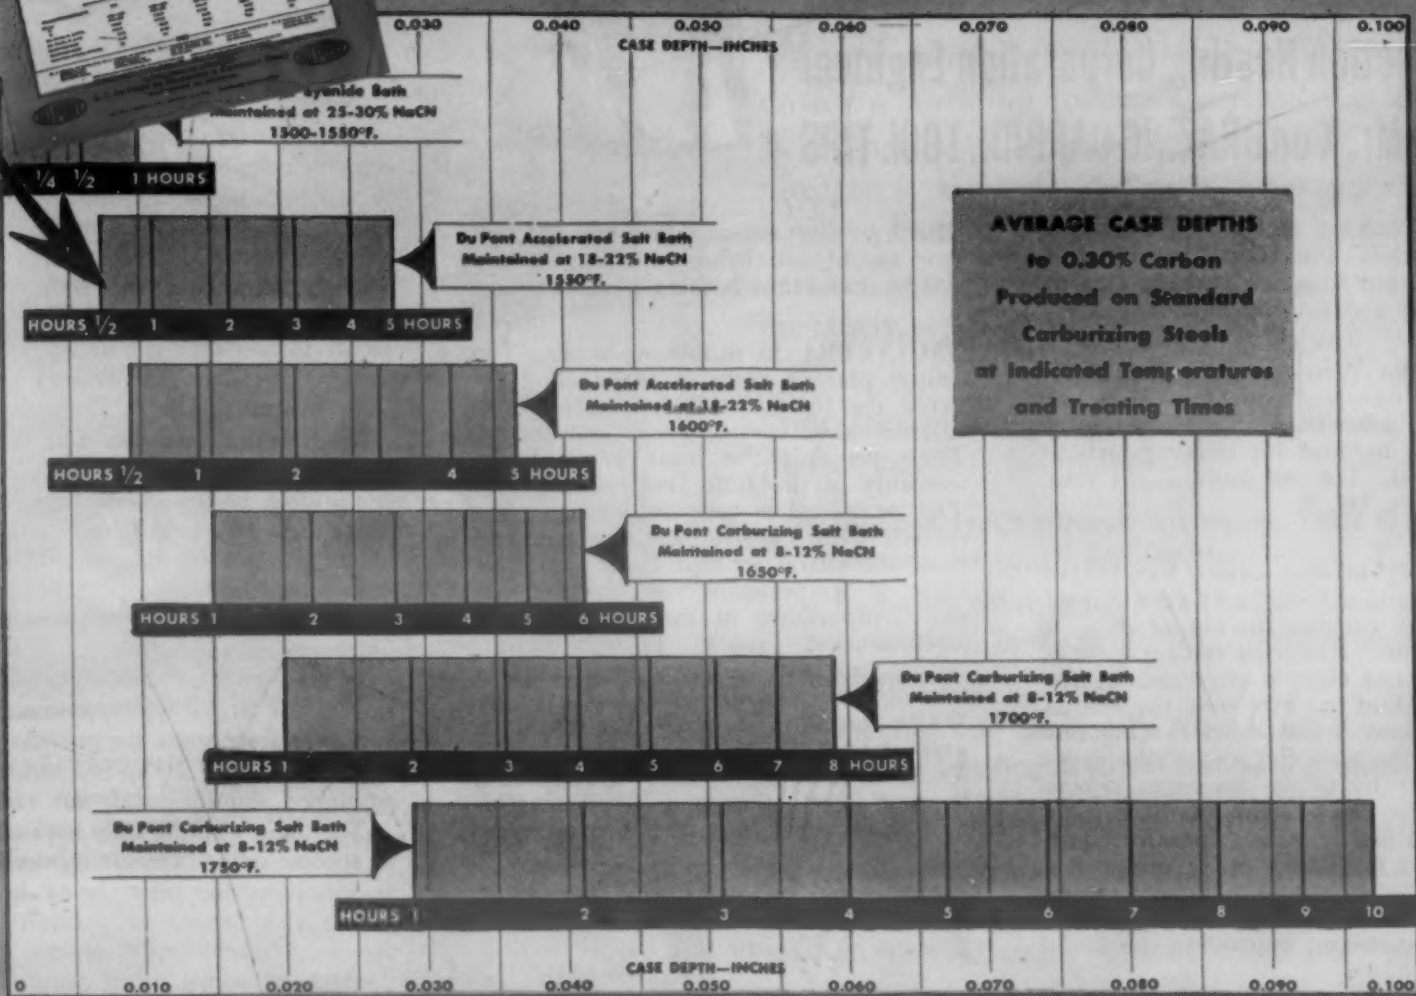 0.030 0.040 0.050 0.060 0.070 0.080 0.090 0.100
CASE DEPTH—INCHES
Cyanide Bath
Maintained at 25-30% NaCN
1500-1550°F.
1/4 1/2 1 HOURS
Du Pont Accelerated Salt Bath
Maintained at 18-22% NaCN
1550°F.
HOURS 1/2 1 2 3 4 5 HOURS
AVERAGE CASE DEPTHS
to 0.30% Carbon
Produced on Standard
Carburizing Steels
at Indicated Temperatures
and Treating Times
Du Pont Accelerated Salt Bath
Maintained at 18-22% NaCN
1600°F.
HOURS 1/2 1 2 4 5 HOURS
Du Pont Carburizing Salt Bath
Maintained at 8-12% NaCN
1650°F.
HOURS 1 2 3 4 5 6 HOURS
Du Pont Carburizing Salt Bath
Maintained at 8-12% NaCN
1700°F.
HOURS 1 2 3 4 5 6 7 8 HOURS
Du Pont Carburizing Salt Bath
Maintained at 8-12% NaCN
1750°F.
HOURS 1 2 3 4 5 6 7 8 9 10
CASE DEPTH—INCHES
0 0.010 0.020 0.030 0.040 0.050 0.060 0.070 0.080 0.090 0.100